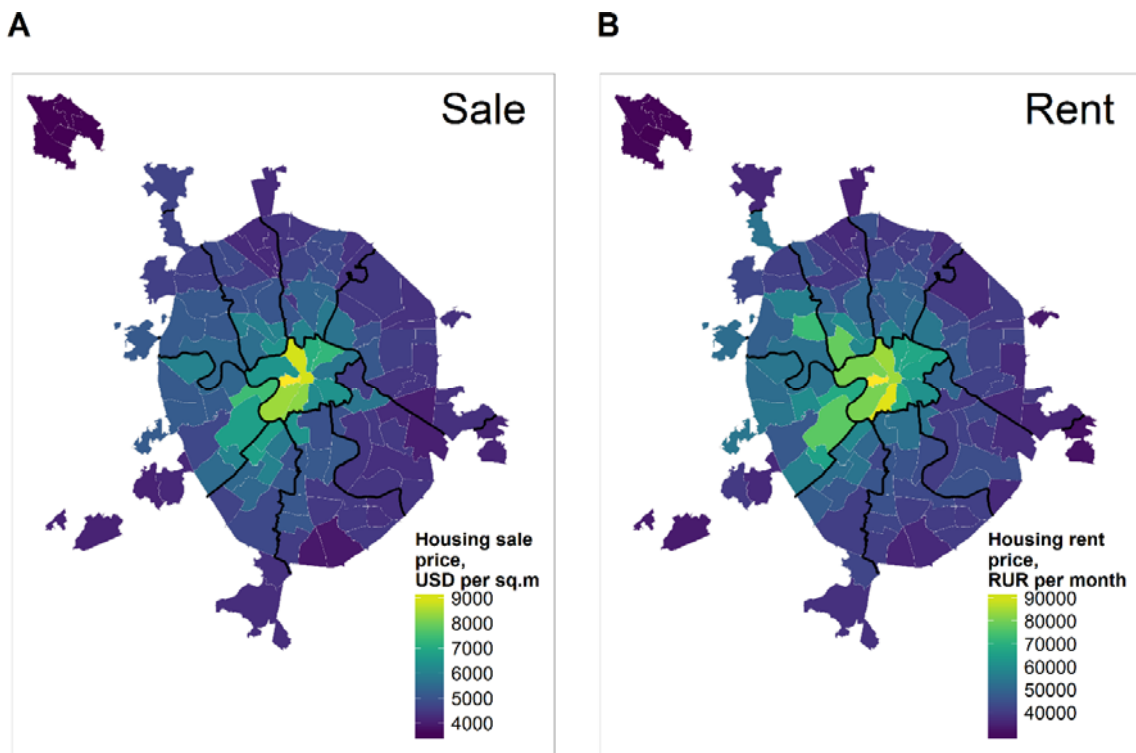 A
Sale
Housing sale
price,
USD per sq.m
9000
8000
7000
6000
5000
4000
B
Rent
Housing rent
price,
RUR per month
90000
80000
70000
60000
50000
40000